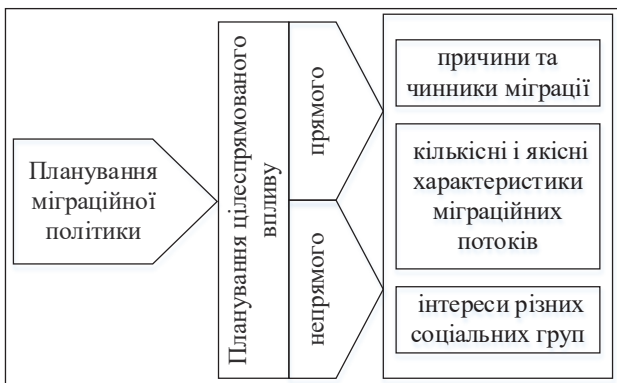 Планування
міграційної
політики
Планування цілеспрямованого
впливу
прямого
непрямого
причини та
чинники міграції
кількісні і якісні
характеристики
міграційних
потоків
інтереси різних
соціальних груп